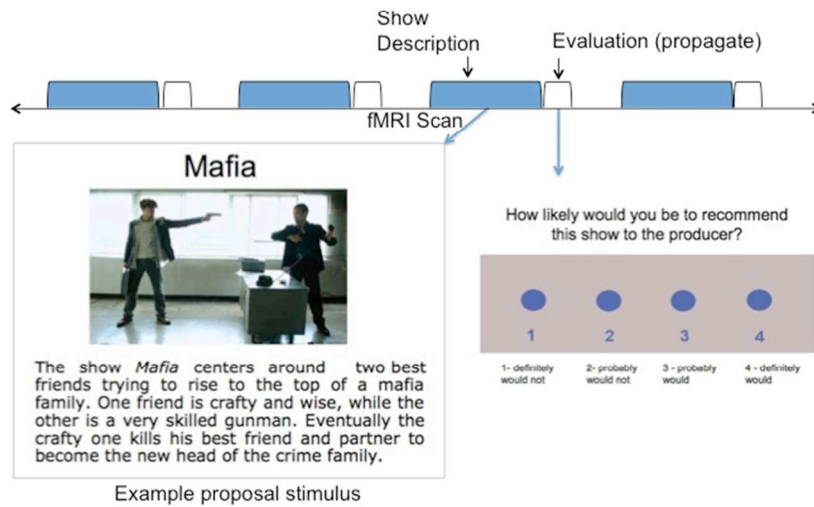 Show
Description
Evaluation (propagate)
fMRI Scan
Mafia
The show Mafia centers around two best
friends trying to rise to the top of a mafia
family. One friend is crafty and wise, while the
other is a very skilled gunman. Eventually the
crafty one kills his best friend and partner to
become the new head of the crime family.
Example proposal stimulus
How likely would you be to recommend
this show to the producer?
1 2 3 4
1- definitely 2- probably 3 - probably 4 - definitely
would not would not would would